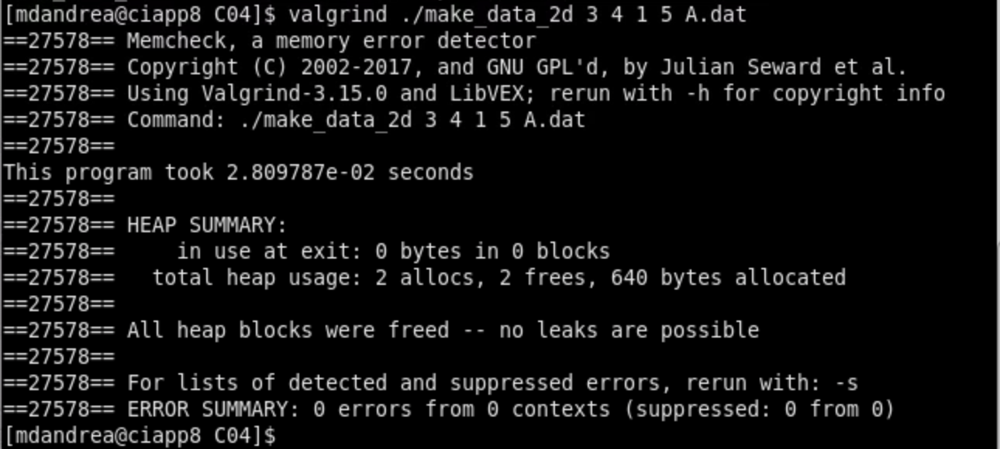 [mdandrea@ciapp8 C04]$ valgrind ./make_data_2d 3 4 1 5 A.dat
==27578== Memcheck, a memory error detector
==27578== Copyright (C) 2002-2017, and GNU GPL'd, by Julian Seward et al.
==27578== Using Valgrind-3.15.0 and LibVEX; rerun with -h for copyright info
==27578== Command: ./make_data_2d 3 4 1 5 A.dat
==27578==
This program took 2.809787e-02 seconds
==27578==
==27578== HEAP SUMMARY:
==27578==     in use at exit: 0 bytes in 0 blocks
==27578==   total heap usage: 2 allocs, 2 frees, 640 bytes allocated
==27578==
==27578== All heap blocks were freed -- no leaks are possible
==27578==
==27578== For lists of detected and suppressed errors, rerun with: -s
==27578== ERROR SUMMARY: 0 errors from 0 contexts (suppressed: 0 from 0)
[mdandrea@ciapp8 C04]$